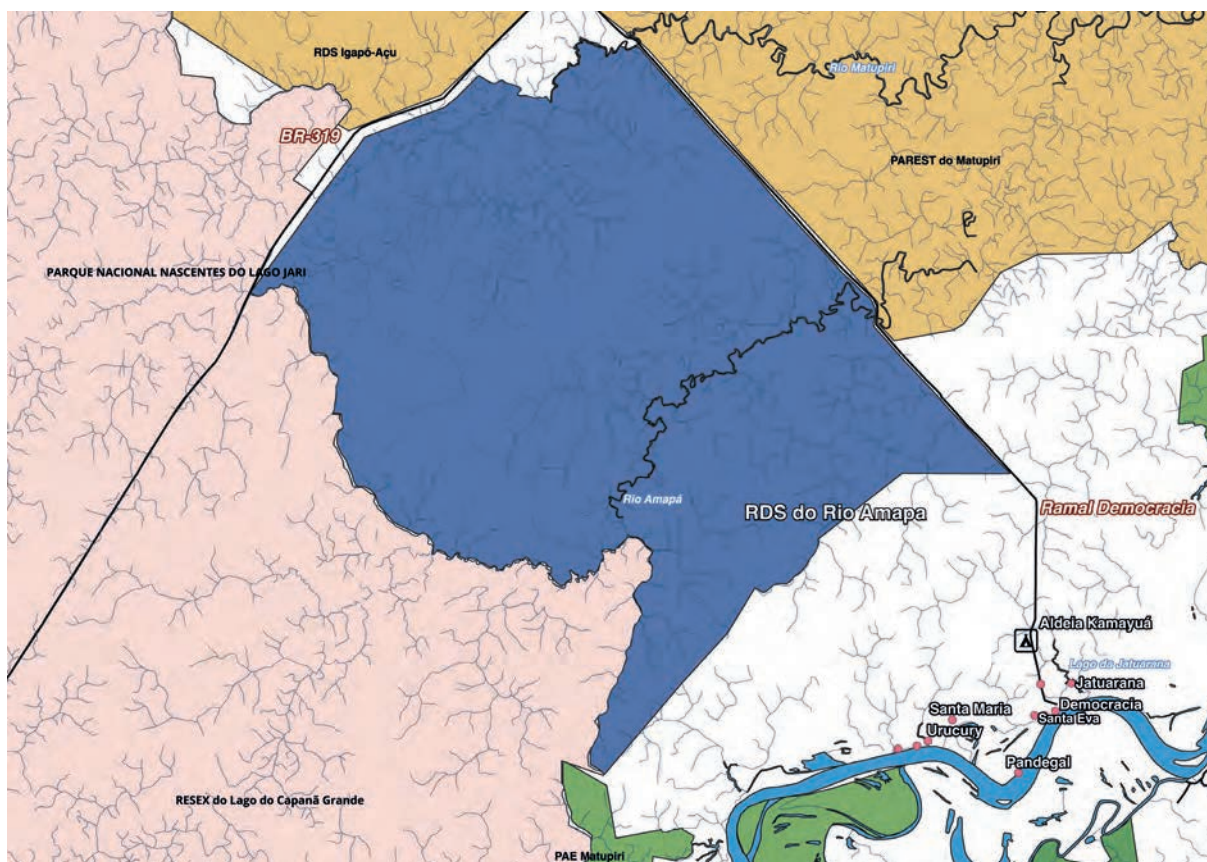 RDS Igapó-Açu
Rio Matupiri
BR-319
PAREST do Matupiri
PARQUE NACIONAL NASCENTES DO LAGO JARI
Rio Amapá
RDS do Rio Amapa
Ramal Democracia
Aldeia Kamayuá
Lago da Jatuarana
Jatuarana
Santa Maria
Democracia
Santa Eva
Urucury
Pandegal
RESEX do Lago do Capanã Grande
PAE Matupiri